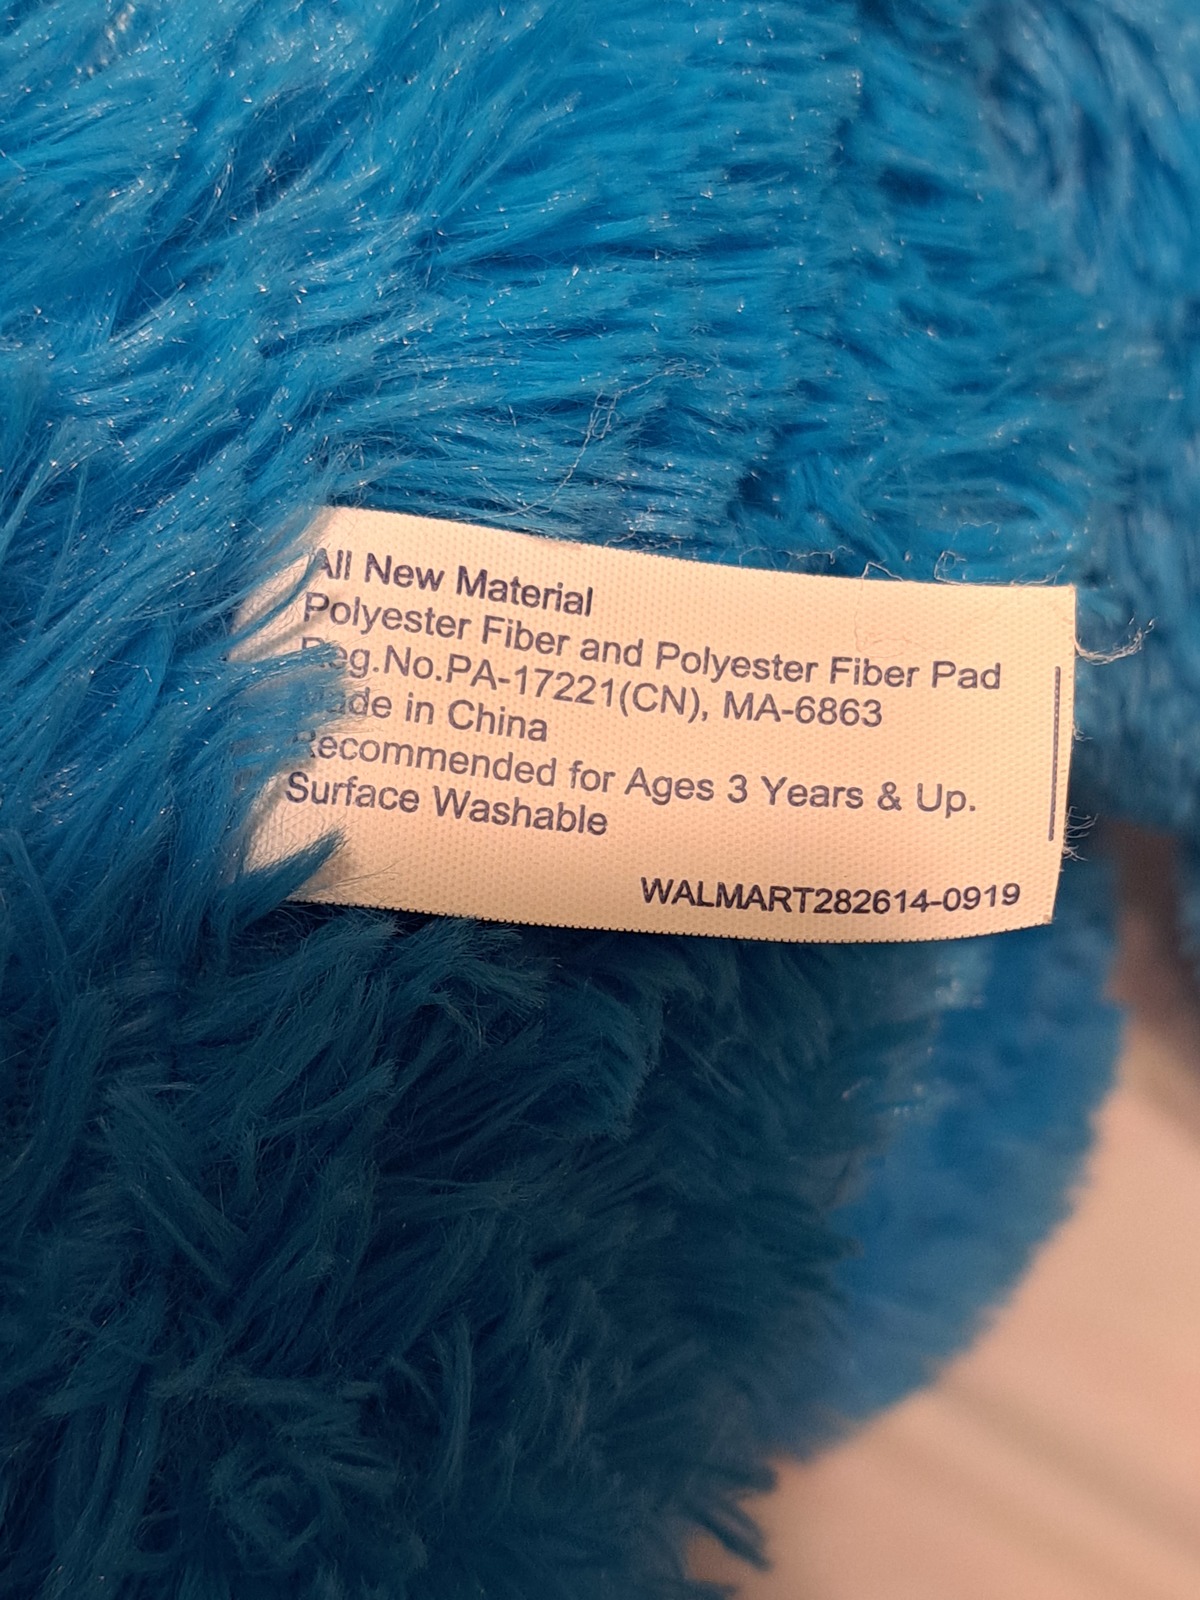 All New Material
Polyester Fiber and Polyester Fiber Pad
Reg.No.PA-17221(CN), MA-6863
Made in China
Recommended for Ages 3 Years & Up.
Surface Washable
WALMART282614-0919